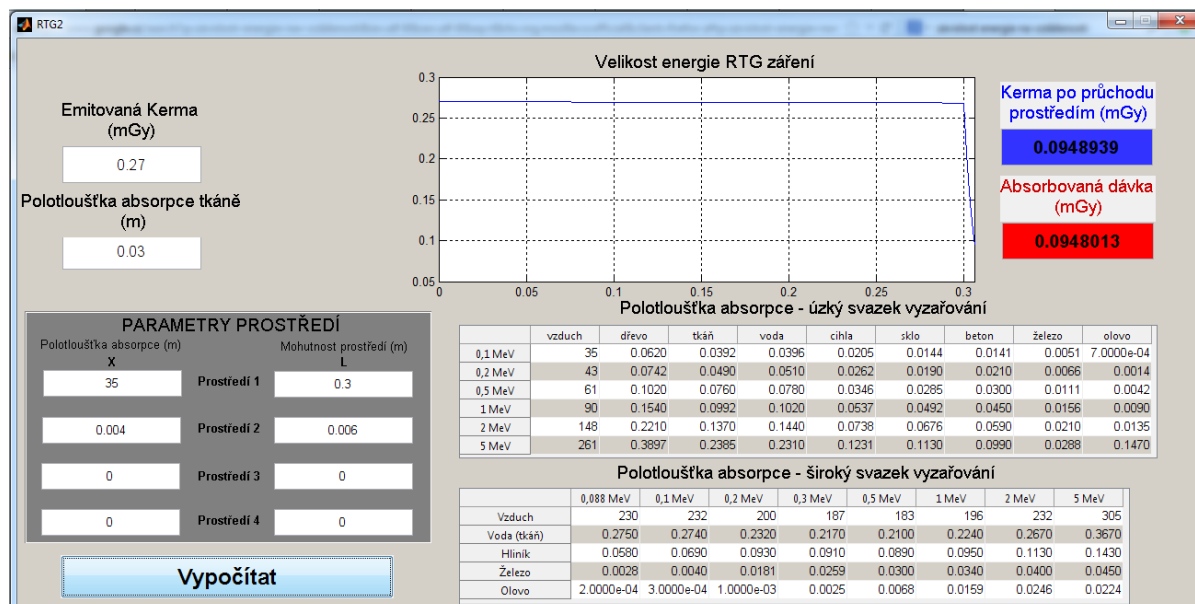 RTG2
Emitovaná Kerma
(mGy)
0.27
Polotloušťka absorpce tkáně
(m)
0.03
Velikost energie RTG záření
0.3
0.25
0.2
0.15
0.1
0.05
0 0.05 0.1 0.15 0.2 0.25 0.3
Kerma po průchodu
prostředím (mGy)
0.0948939
Absorbovaná dávka
(mGy)
0.0948013
PARAMETRY PROSTŘEDÍ
Polotloušťka absorpce (m) Mohutnost prostředí (m)
X L
35 Prostředí 1 0.3
0.004 Prostředí 2 0.006
0 Prostředí 3 0
0 Prostředí 4 0
Vypočítat
Polotloušťka absorpce - úzký svazek vyzařování
vzduch dřevo tkáň voda cihla sklo beton železo olovo
0,1 MeV 35 0.0620 0.0392 0.0396 0.0205 0.0144 0.0141 0.0051 7.0000e-04
0,2 MeV 43 0.0742 0.0490 0.0510 0.0262 0.0190 0.0210 0.0066 0.0014
0,5 MeV 61 0.1020 0.0760 0.0780 0.0346 0.0285 0.0300 0.0111 0.0042
1 MeV 90 0.1540 0.0992 0.1020 0.0537 0.0492 0.0450 0.0156 0.0090
2 MeV 148 0.2210 0.1370 0.1440 0.0738 0.0676 0.0590 0.0210 0.0135
5 MeV 261 0.3897 0.2385 0.2310 0.1231 0.1130 0.0990 0.0288 0.1470
Polotloušťka absorpce - široký svazek vyzařování
0,088 MeV 0,1 MeV 0,2 MeV 0,3 MeV 0,5 MeV 1 MeV 2 MeV 5 MeV
Vzduch 230 232 200 187 183 196 232 305
Voda (tkáň) 0.2750 0.2740 0.2320 0.2170 0.2100 0.2240 0.2670 0.3670
Hliník 0.0580 0.0690 0.0930 0.0910 0.0890 0.0950 0.1130 0.1430
Železo 0.0028 0.0040 0.0181 0.0259 0.0300 0.0340 0.0400 0.0450
Olovo 2.0000e-04 3.0000e-04 1.0000e-03 0.0025 0.0068 0.0159 0.0246 0.0224